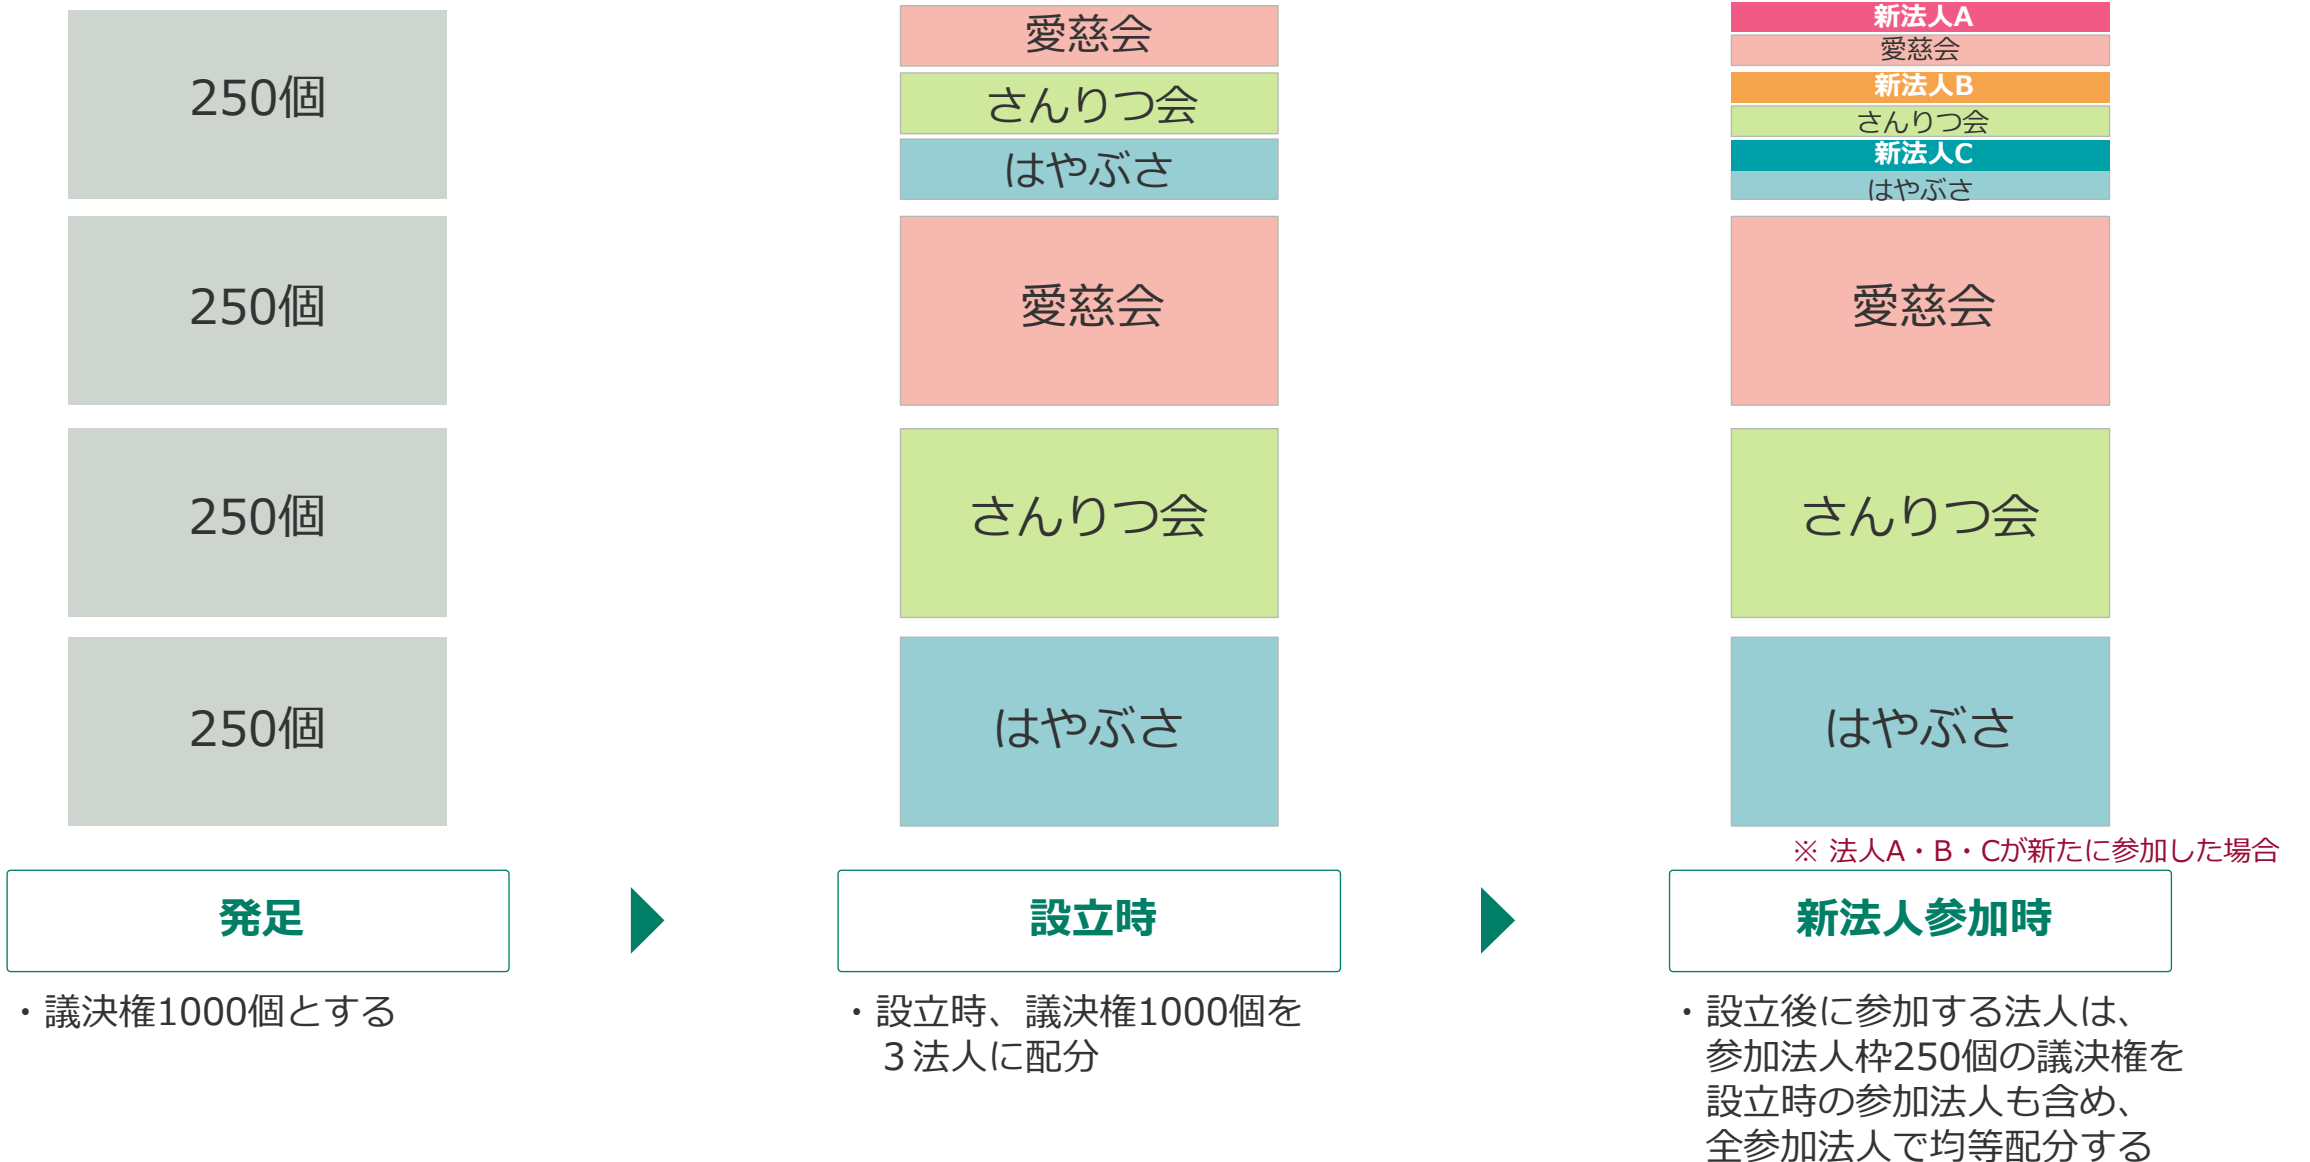 250個
250個
250個
250個
発足
・議決権1000個とする
愛慈会
さんりつ会
はやぶさ
愛慈会
さんりつ会
はやぶさ
設立時
・設立時、議決権1000個を
３法人に配分
新法人A
愛慈会
新法人B
さんりつ会
新法人C
はやぶさ
愛慈会
さんりつ会
はやぶさ
※ 法人A・B・Cが新たに参加した場合
新法人参加時
・設立後に参加する法人は、
参加法人枠250個の議決権を
設立時の参加法人も含め、
全参加法人で均等配分する